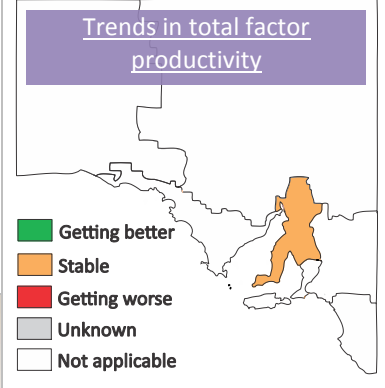 Trends in total factor
productivity
Getting better
Stable
Getting worse
Unknown
Not applicable